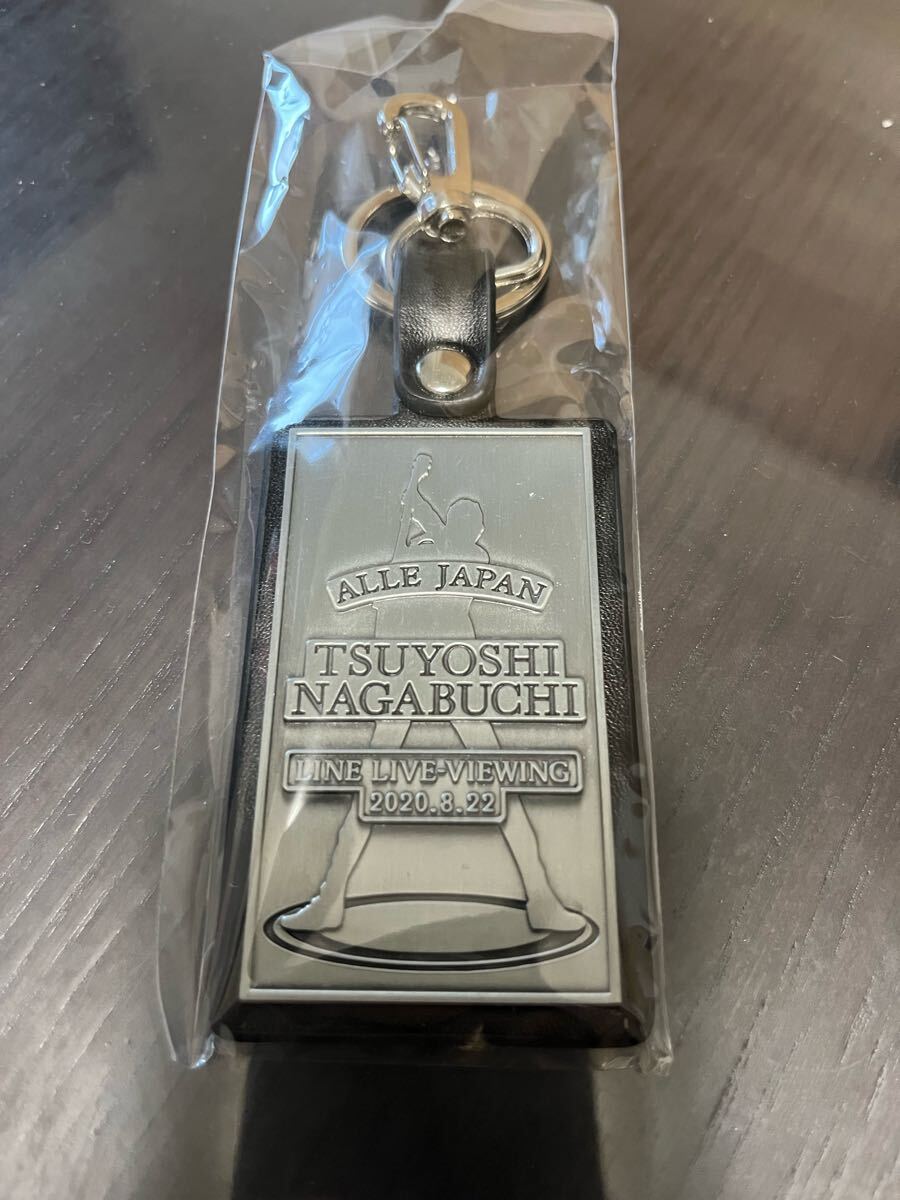 ALLE JAPAN
TSUYOSHI
NAGABUCHI
LINE LIVE-VIEWING
2020.8.22